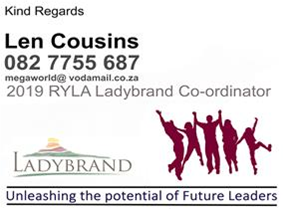 Kind Regards
Len Cousins
082 7755 687
megaworld@ vodamail.co.za
2019 RYLA Ladybrand Co-ordinator
LADYBRAND
Unleashing the potential of Future Leaders